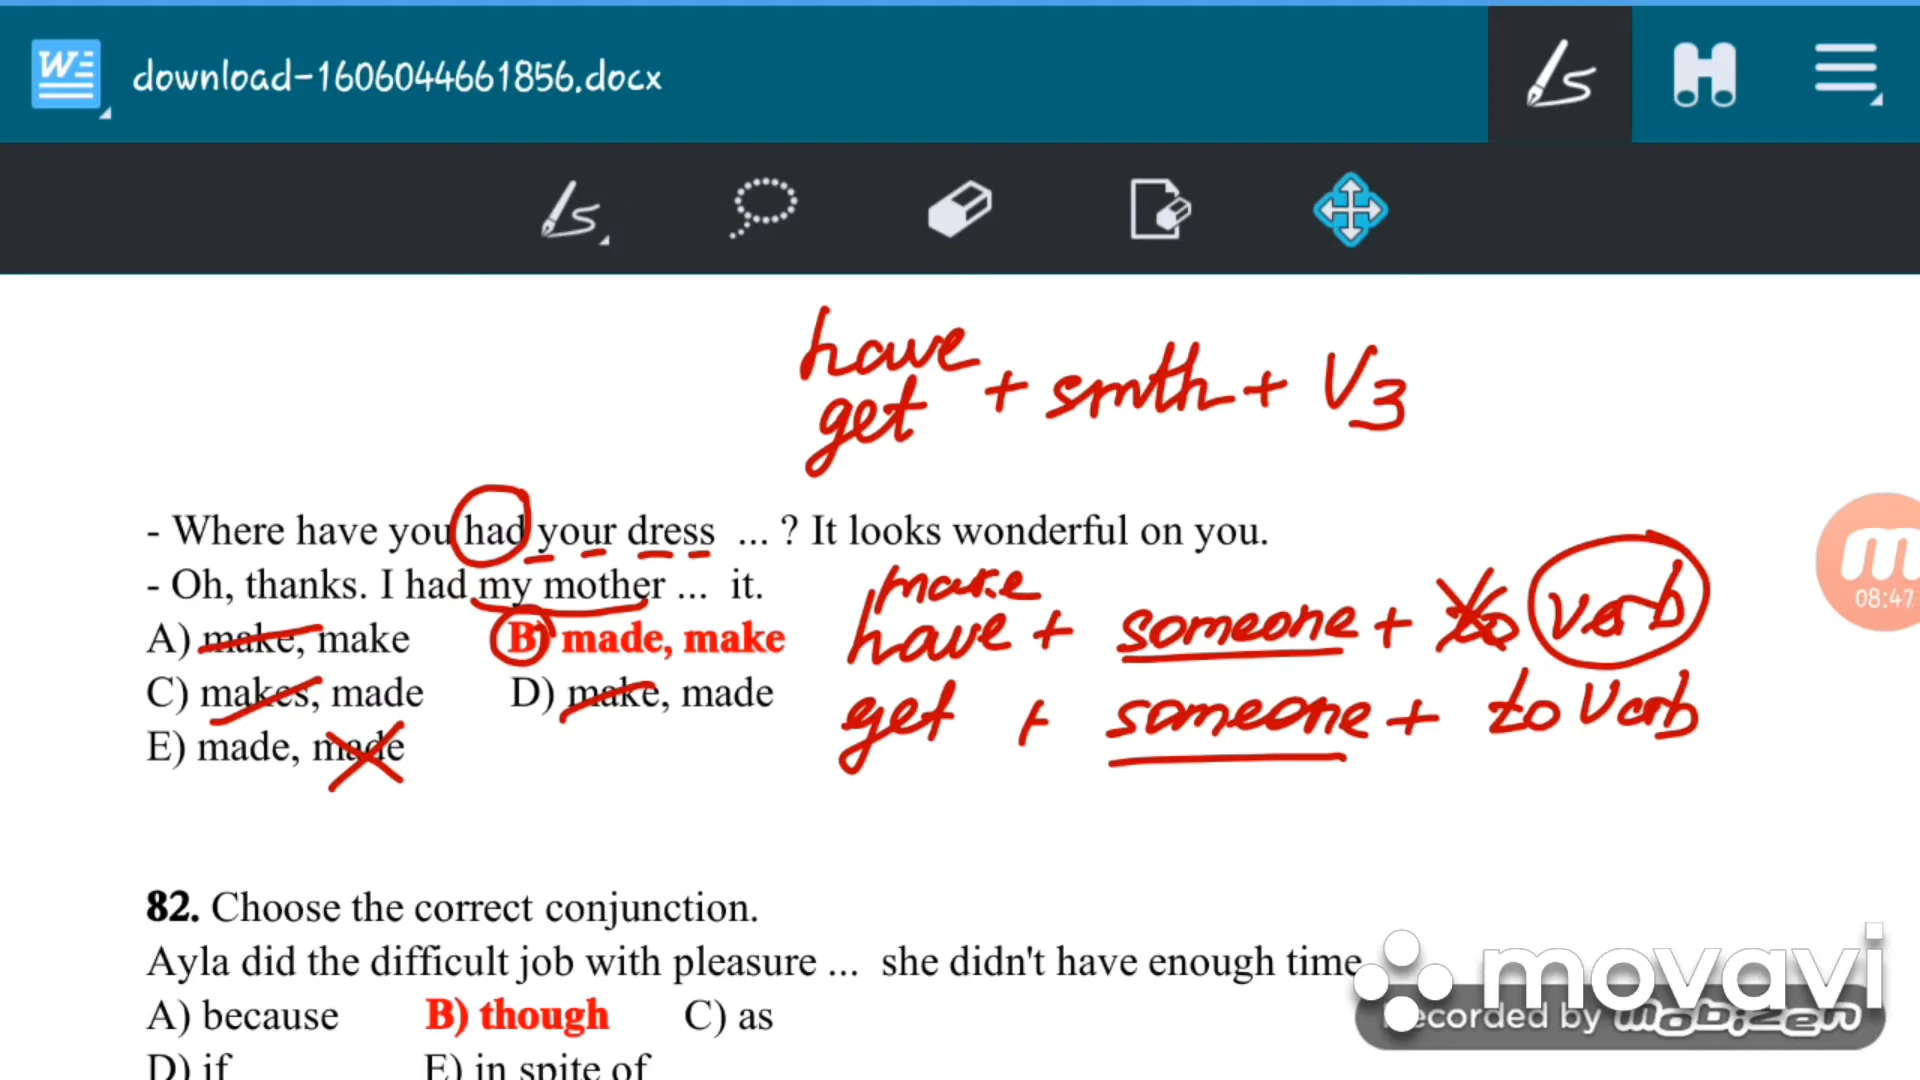 download-1606044661856.docx
have
get + smth + V3
- Where have you had your dress ... ? It looks wonderful on you.
- Oh, thanks. I had my mother ... it.
make
have + someone + to verb
A) make, make B) made, make
C) makes, made D) make, made
get + someone + to verb
E) made, made
08:47
82. Choose the correct conjunction.
Ayla did the difficult job with pleasure ... she didn't have enough time
A) because B) though C) as
D) if E) in spite of
movavi
ecorded by mobizen